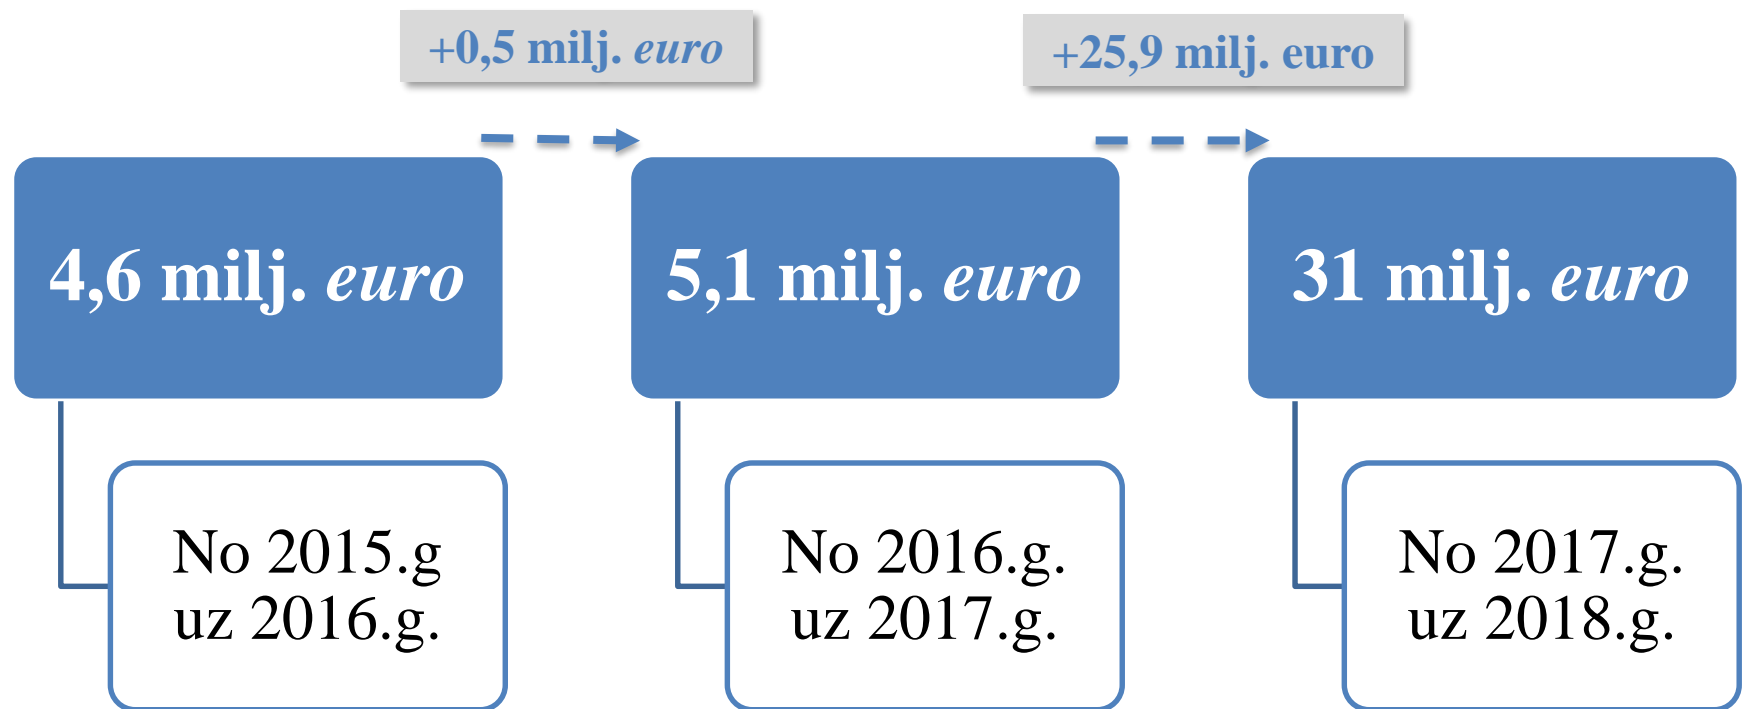 +0,5 milj. euro
+25,9 milj. euro
4,6 milj. euro
5,1 milj. euro
31 milj. euro
No 2015.g
uz 2016.g.
No 2016.g.
uz 2017.g.
No 2017.g.
uz 2018.g.